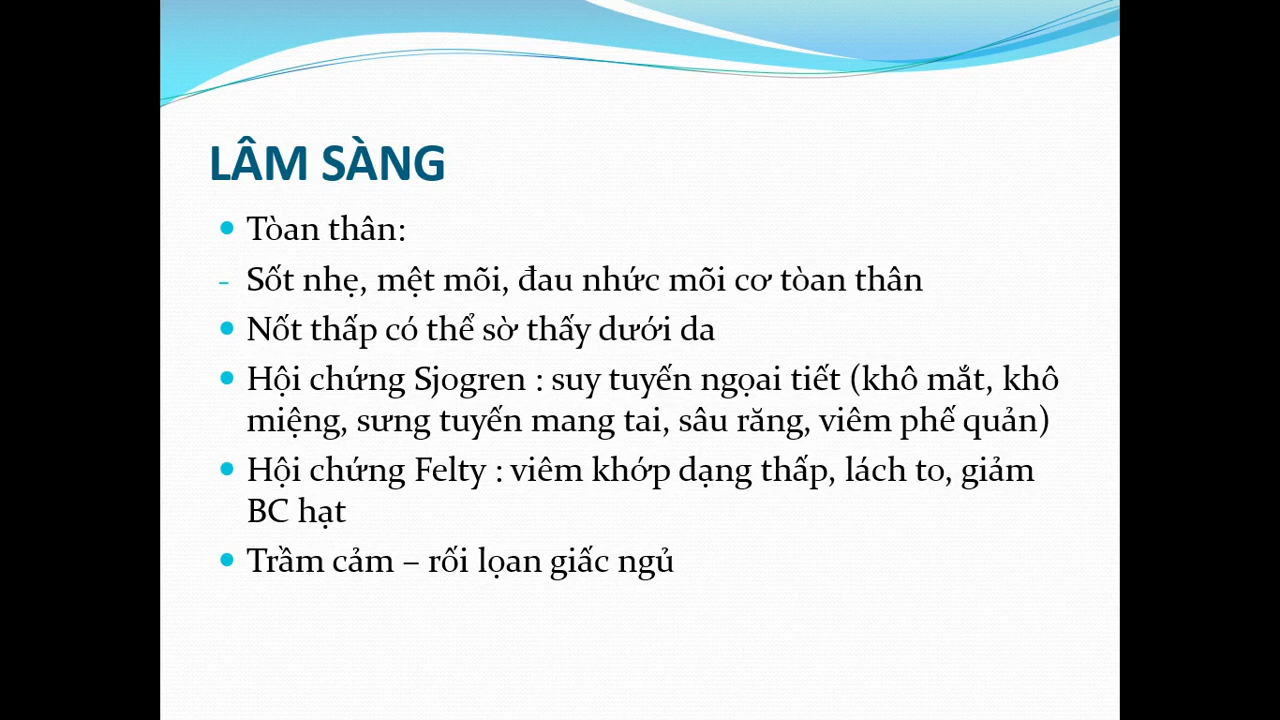 LÂM SÀNG
• Tòan thân:
- Sốt nhẹ, mệt mõi, đau nhức mõi cơ tòan thân
• Nốt thấp có thể sờ thấy dưới da
• Hội chứng Sjogren : suy tuyến ngọai tiết (khô mắt, khô
miệng, sưng tuyến mang tai, sâu răng, viêm phế quản)
• Hội chứng Felty : viêm khớp dạng thấp, lách to, giảm
BC hạt
• Trầm cảm – rối lọan giấc ngủ